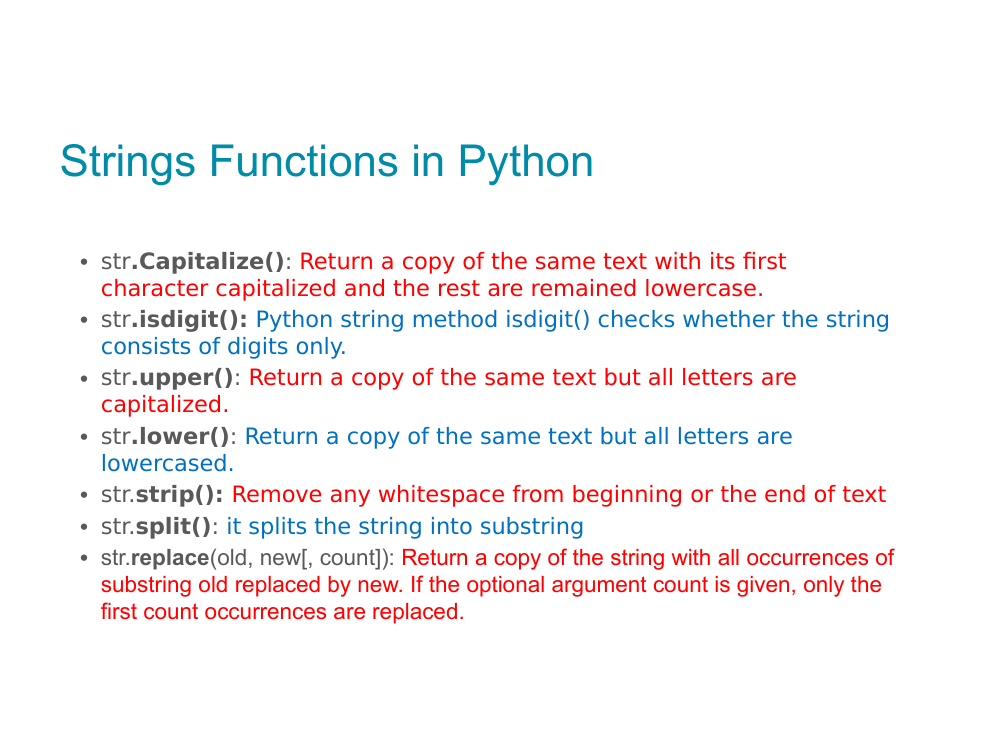 Strings Functions in Python
• str.Capitalize(): Return a copy of the same text with its first
character capitalized and the rest are remained lowercase.
• str.isdigit(): Python string method isdigit() checks whether the string
consists of digits only.
• str.upper(): Return a copy of the same text but all letters are
capitalized.
• str.lower(): Return a copy of the same text but all letters are
lowercased.
• str.strip(): Remove any whitespace from beginning or the end of text
• str.split(): it splits the string into substring
• str.replace(old, new[, count]): Return a copy of the string with all occurrences of
substring old replaced by new. If the optional argument count is given, only the
first count occurrences are replaced.